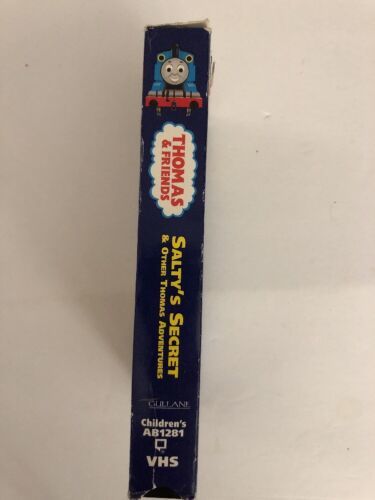 THOMAS
& FRIENDS
SALTY'S SECRET
& OTHER THOMAS ADVENTURES
GULLANE
Children's
AB1281
VHS